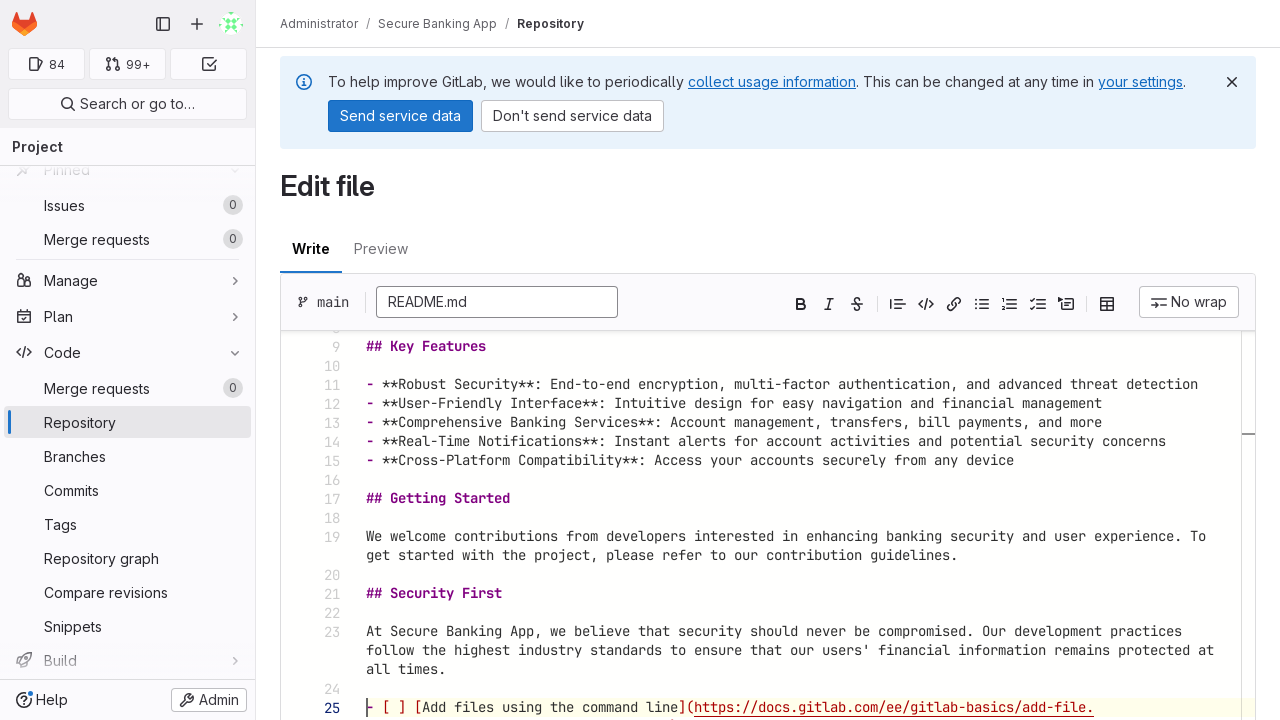 84
99+
Search or go to…
Project
Pinned
Issues
0
Merge requests
0
Manage
Plan
Code
Merge requests
0
Repository
Branches
Commits
Tags
Repository graph
Compare revisions
Snippets
Build
Help
Admin
Administrator / Secure Banking App / Repository
To help improve GitLab, we would like to periodically collect usage information. This can be changed at any time in your settings.
Send service data
Don't send service data
Edit file
Write
Preview
main
README.md
No wrap
9 ## Key Features
10
11 - **Robust Security**: End-to-end encryption, multi-factor authentication, and advanced threat detection
12 - **User-Friendly Interface**: Intuitive design for easy navigation and financial management
13 - **Comprehensive Banking Services**: Account management, transfers, bill payments, and more
14 - **Real-Time Notifications**: Instant alerts for account activities and potential security concerns
15 - **Cross-Platform Compatibility**: Access your accounts securely from any device
16
17 ## Getting Started
18
19 We welcome contributions from developers interested in enhancing banking security and user experience. To
get started with the project, please refer to our contribution guidelines.
20
21 ## Security First
22
23 At Secure Banking App, we believe that security should never be compromised. Our development practices
follow the highest industry standards to ensure that our users' financial information remains protected at
all times.
24
25 - [ ] [Add files using the command line](https://docs.gitlab.com/ee/gitlab-basics/add-file.